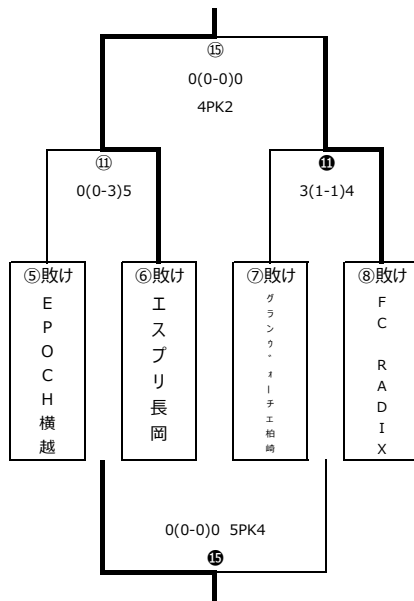 ⑮
0(0-0)0
4PK2
⑪
0(0-3)5
⓫
3(1-1)4
⑤敗け
EPOCH横越
⑥敗け
エスプリ長岡
⑦敗け
グランヴォーチェ柏崎
⑧敗け
FC RADIX
0(0-0)0 5PK4
⓯